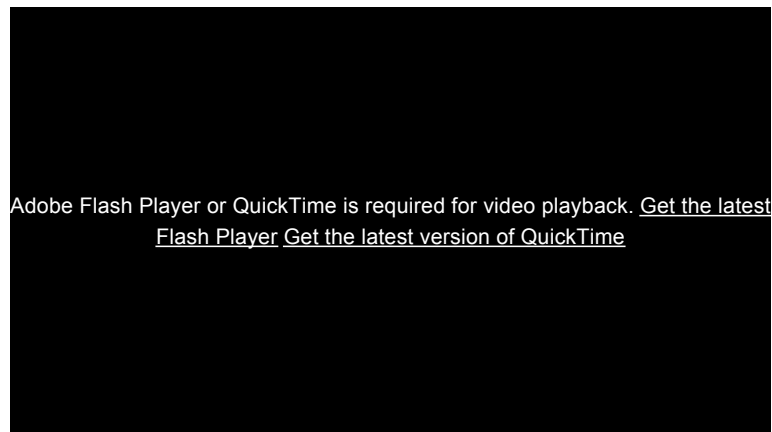 Adobe Flash Player or QuickTime is required for video playback. Get the latest
Flash Player Get the latest version of QuickTime